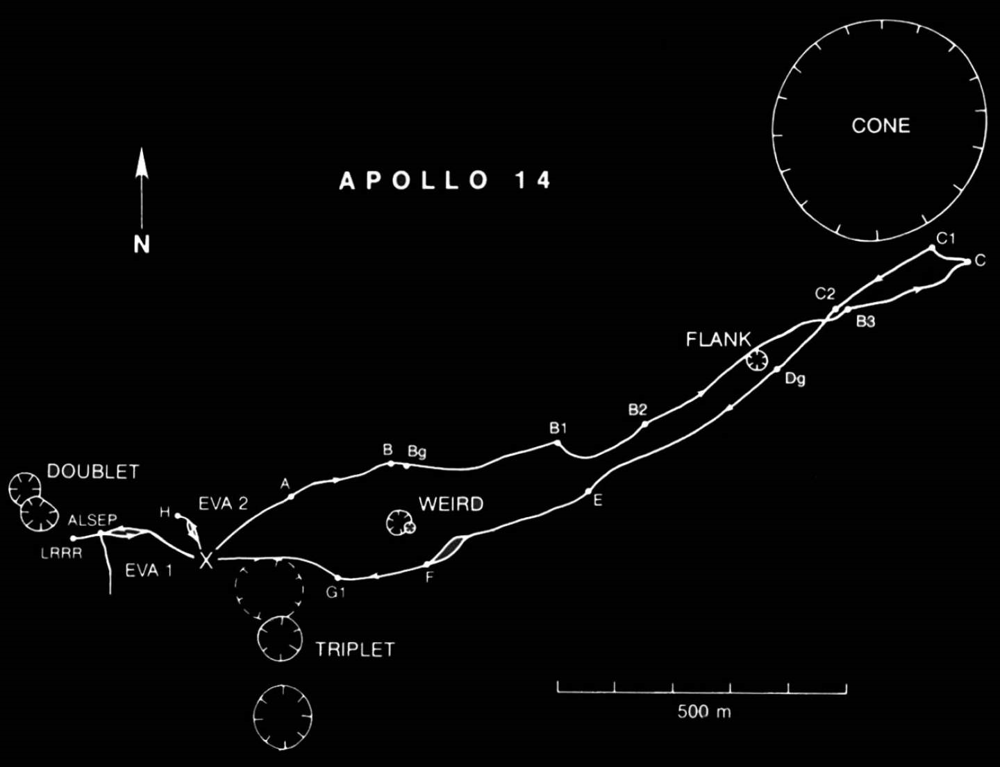 CONE
APOLLO 14
N
C1
C
C2
B3
FLANK
Dg
B2
B1
B
Bg
DOUBLET
A
H
EVA 2
WEIRD
E
ALSEP
LRRR
X
EVA 1
F
G1
TRIPLET
500 m